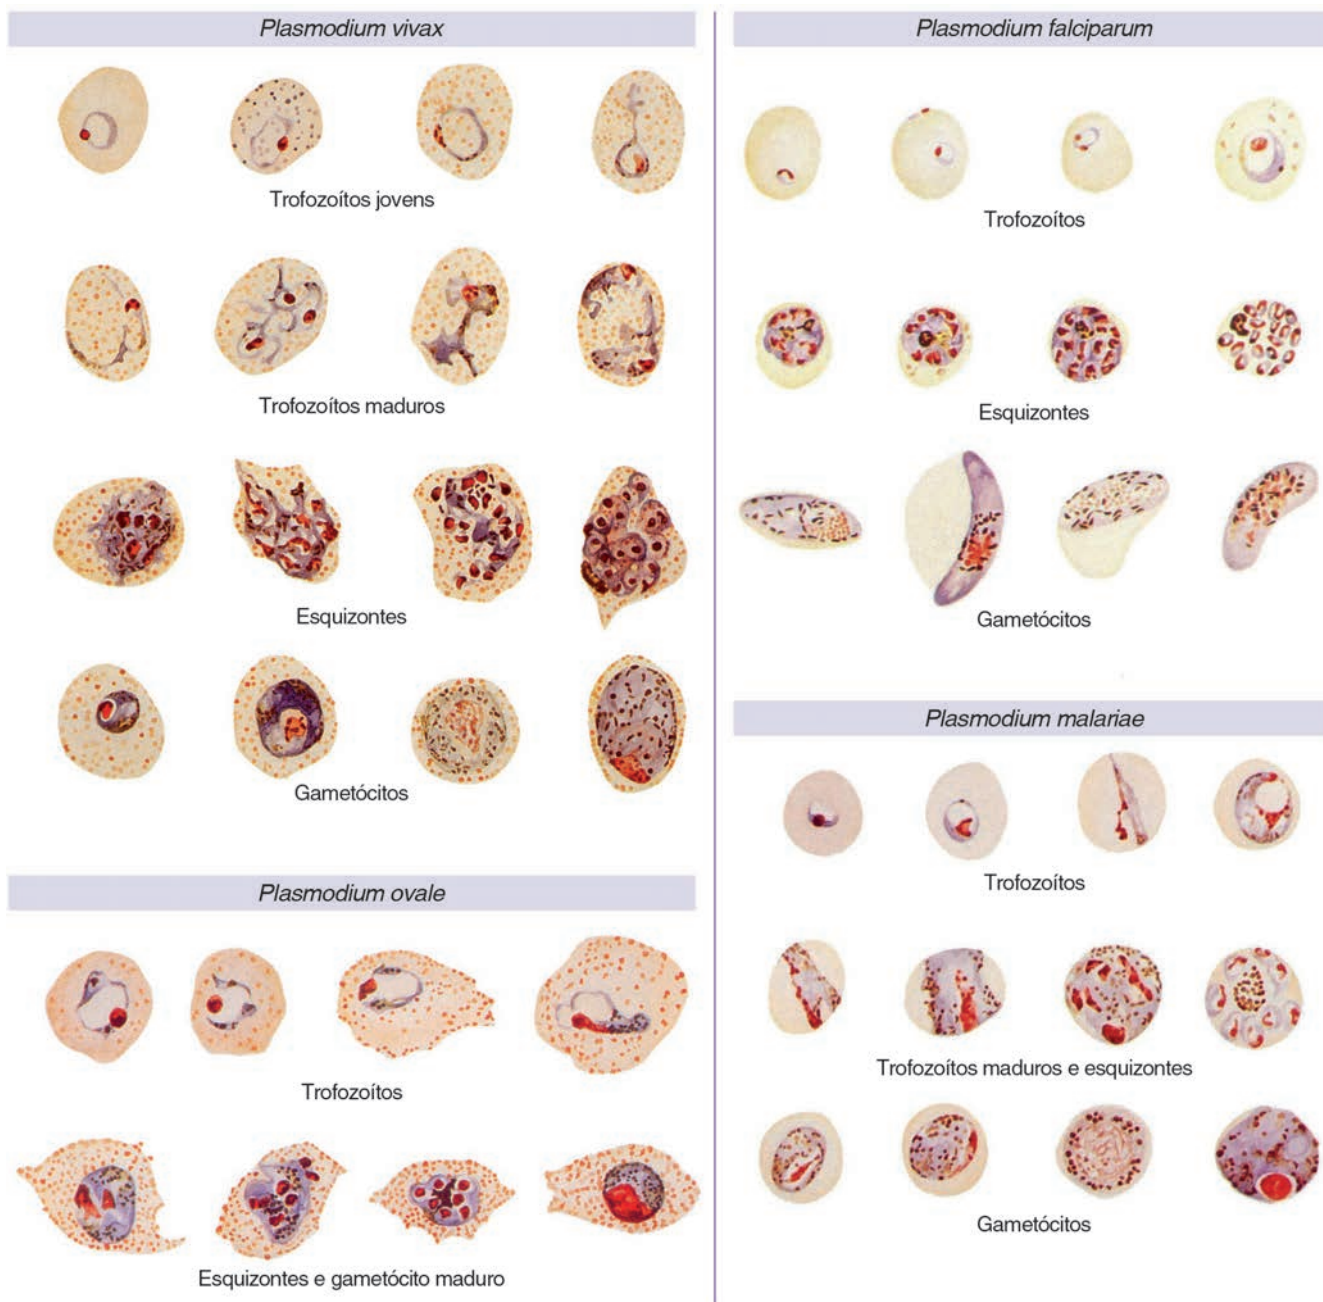 Plasmodium vivax
Trofozoítos jovens
Trofozoítos maduros
Esquizontes
Gametócitos
Plasmodium ovale
Trofozoítos
Esquizontes e gametócito maduro
Plasmodium falciparum
Trofozoítos
Esquizontes
Gametócitos
Plasmodium malariae
Trofozoítos
Trofozoítos maduros e esquizontes
Gametócitos